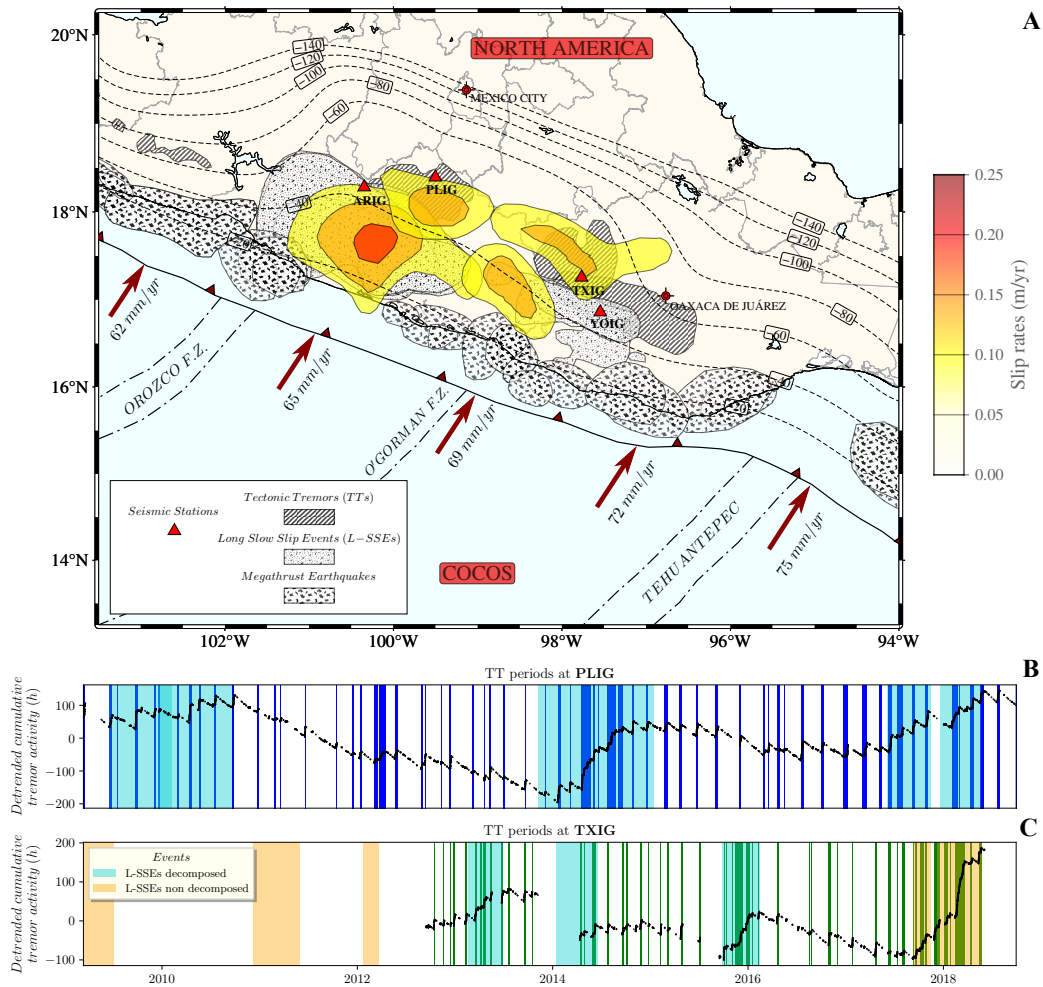 A
20°N
18°N
16°N
14°N
102°W
100°W
98°W
96°W
94°W
NORTH AMERICA
MEXICO CITY
−140
−120
−100
−80
−60
−40
−20
PLIG
ARIG
TXIG
YOIG
OAXACA DE JUÁREZ
−140
−120
−100
−80
−60
−40
−20
62 mm/yr
65 mm/yr
69 mm/yr
72 mm/yr
75 mm/yr
OROZCO F.Z.
O'GORMAN F.Z.
TEHUANTEPEC
COCOS
Seismic Stations
Tectonic Tremors (TTs)
Long Slow Slip Events (L−SSEs)
Megathrust Earthquakes
0.25
0.20
0.15
0.10
0.05
0.00
Slip rates (m/yr)
B
TT periods at PLIG
Detrended cumulative
tremor activity (h)
100
0
−100
−200
C
TT periods at TXIG
Detrended cumulative
tremor activity (h)
200
100
0
−100
Events
L-SSEs decomposed
L-SSEs non decomposed
2010
2012
2014
2016
2018